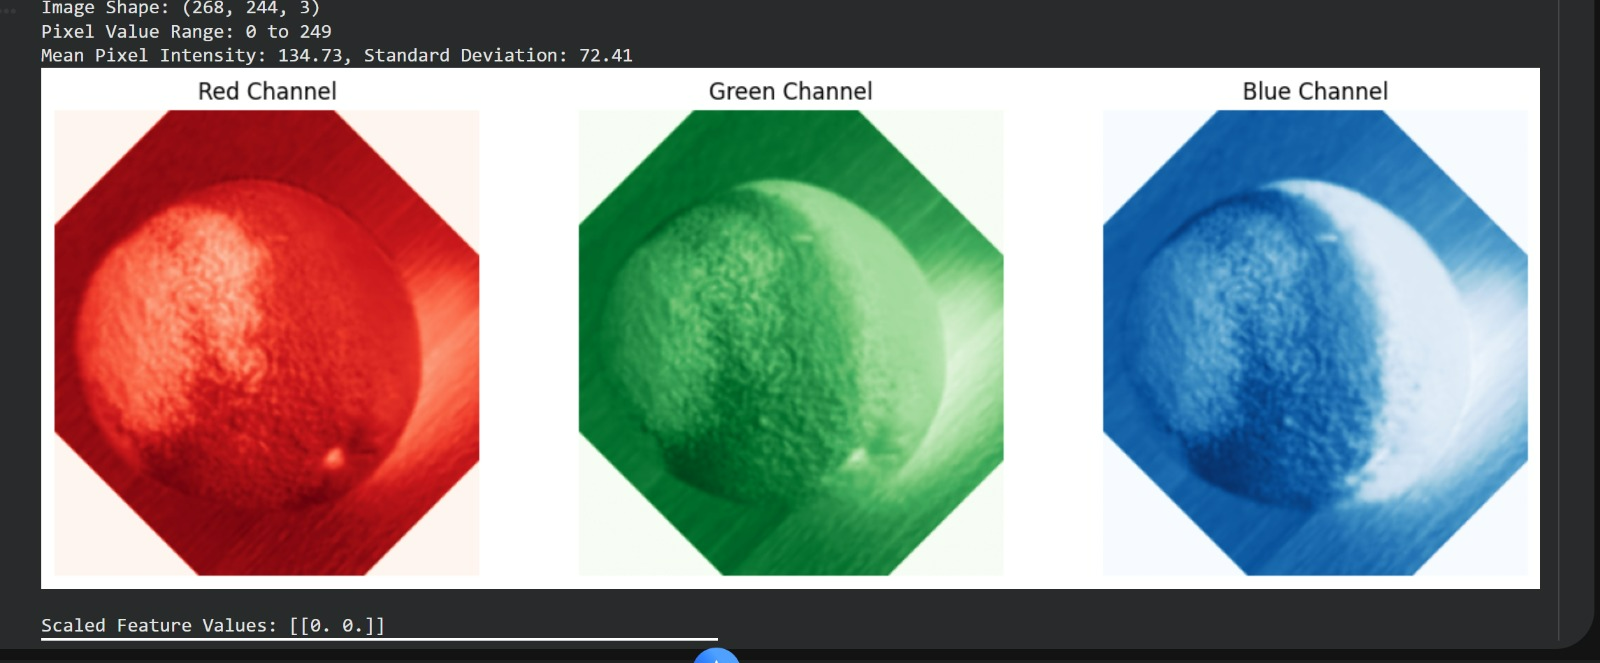 Image Shape: (268, 244, 3)
Pixel Value Range: 0 to 249
Mean Pixel Intensity: 134.73, Standard Deviation: 72.41
Red Channel Green Channel Blue Channel
Scaled Feature Values: [[0. 0.]]